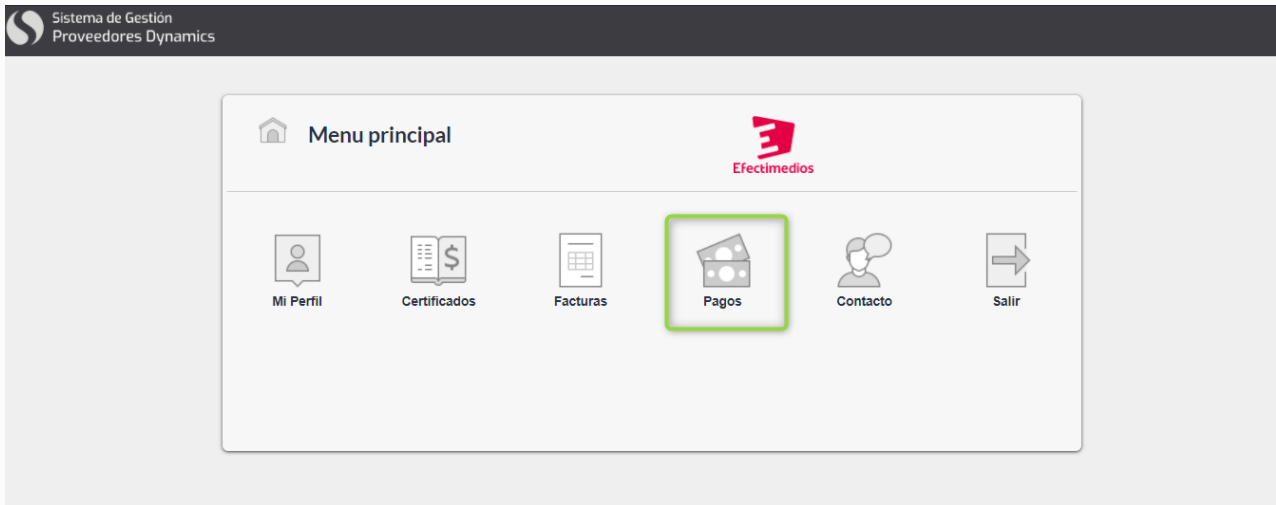 Sistema de Gestión
Proveedores Dynamics
Menu principal
Efectimedios
Mi Perfil
Certificados
Facturas
Pagos
Contacto
Salir